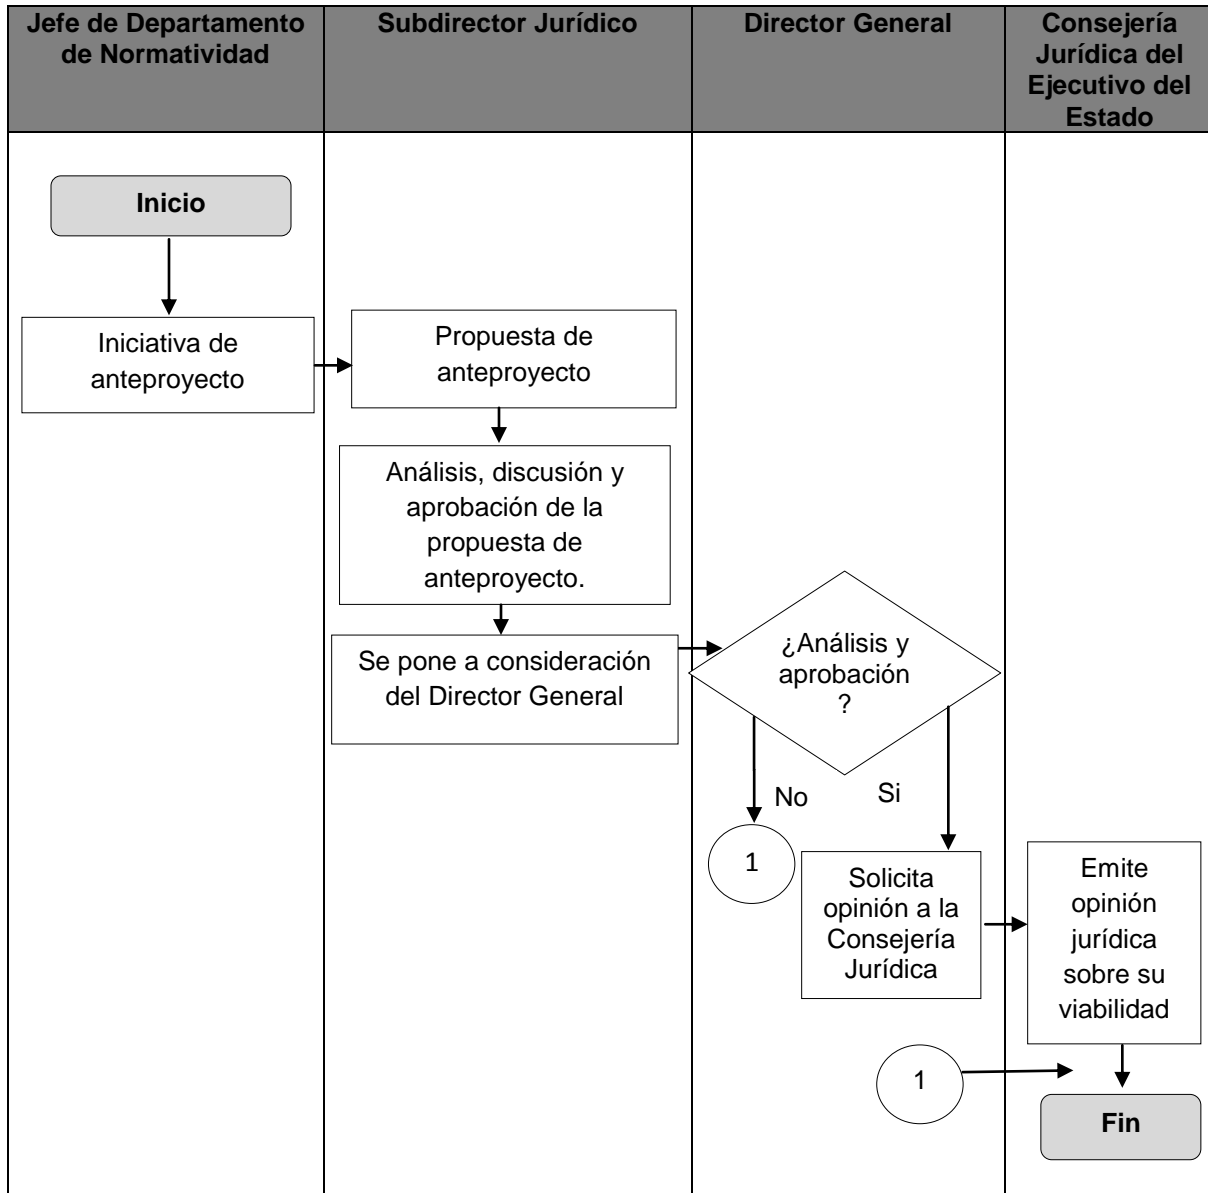 Jefe de Departamento
de Normatividad
Subdirector Jurídico
Director General
Consejería
Jurídica del
Ejecutivo del
Estado
Inicio
Iniciativa de
anteproyecto
Propuesta de
anteproyecto
Análisis, discusión y
aprobación de la
propuesta de
anteproyecto.
Se pone a consideración
del Director General
¿Análisis y
aprobación
?
No
Si
1
Solicita
opinión a la
Consejería
Jurídica
Emite
opinión
jurídica
sobre su
viabilidad
1
Fin